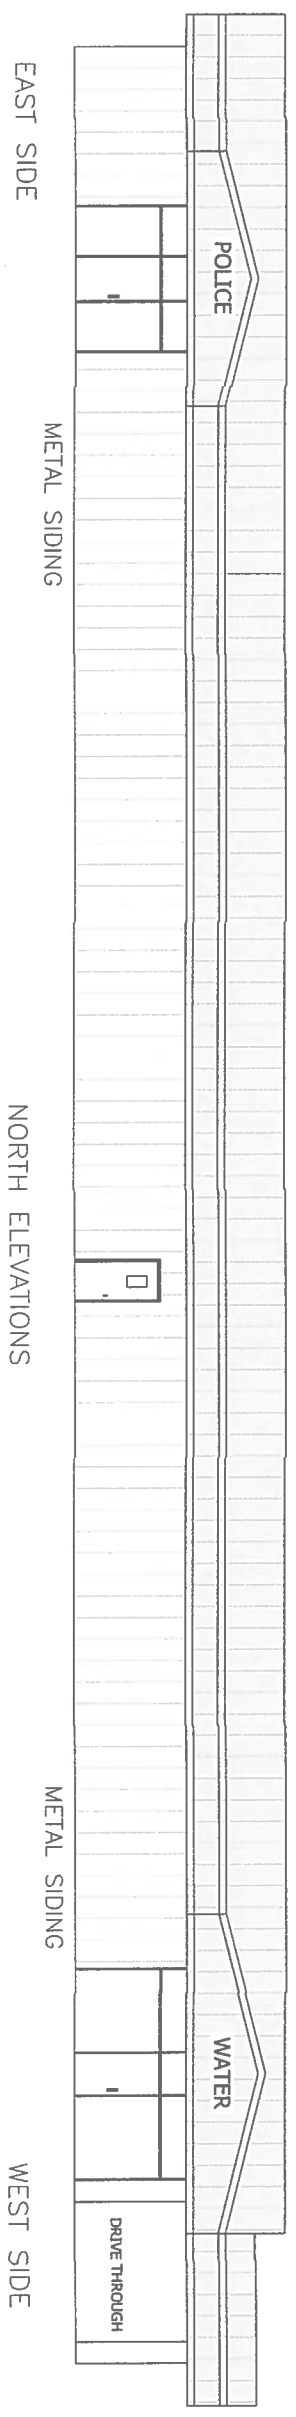 POLICE
WATER
DRIVE THROUGH
METAL SIDING
METAL SIDING
EAST SIDE
NORTH ELEVATIONS
WEST SIDE